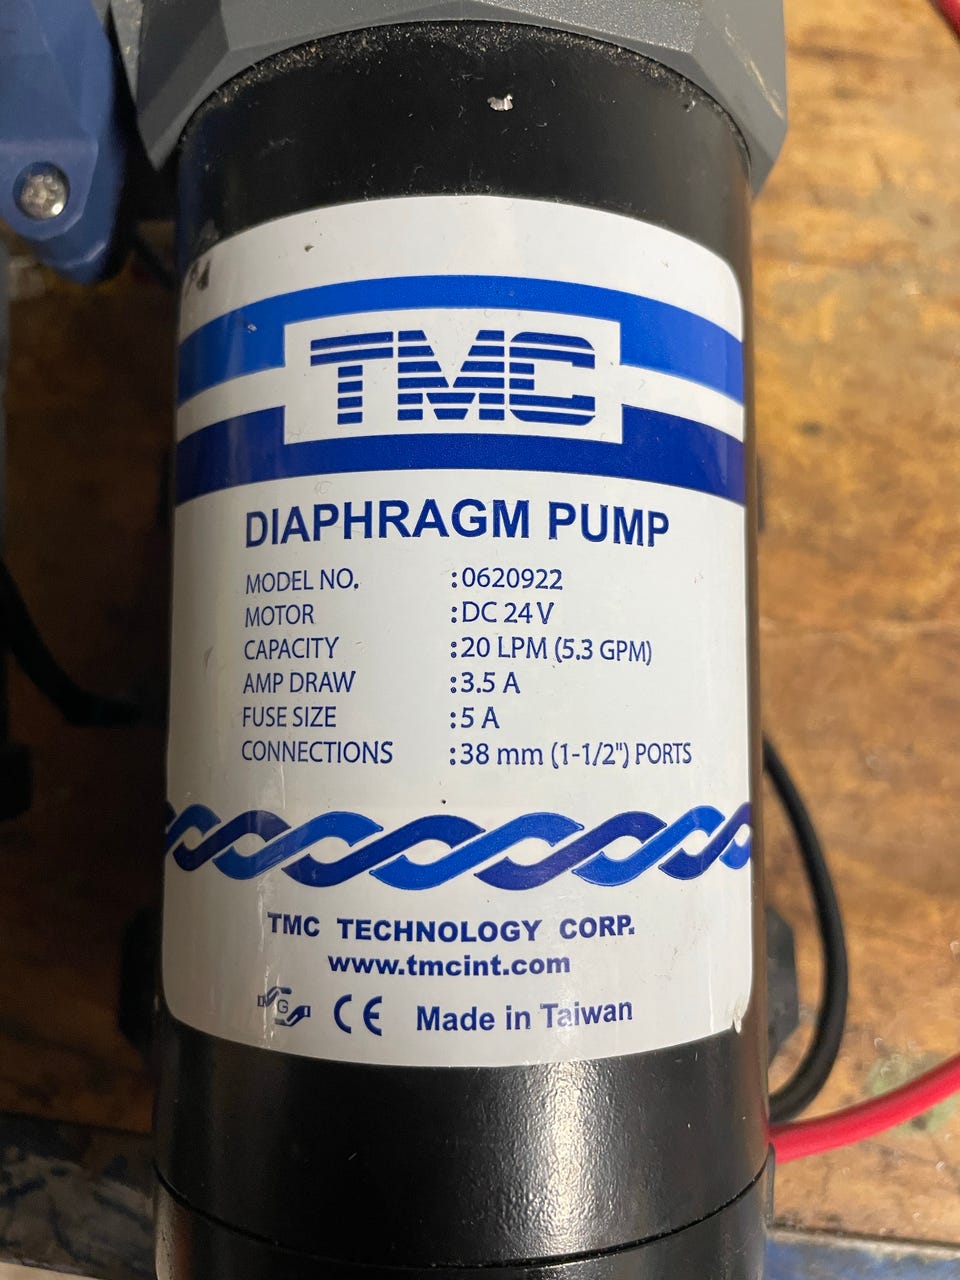 TMC
DIAPHRAGM PUMP
MODEL NO. :0620922
MOTOR :DC 24V
CAPACITY :20 LPM (5.3 GPM)
AMP DRAW :3.5 A
FUSE SIZE :5 A
CONNECTIONS :38 mm (1-1/2") PORTS
TMC TECHNOLOGY CORP.
www.tmcint.com
CE Made in Taiwan